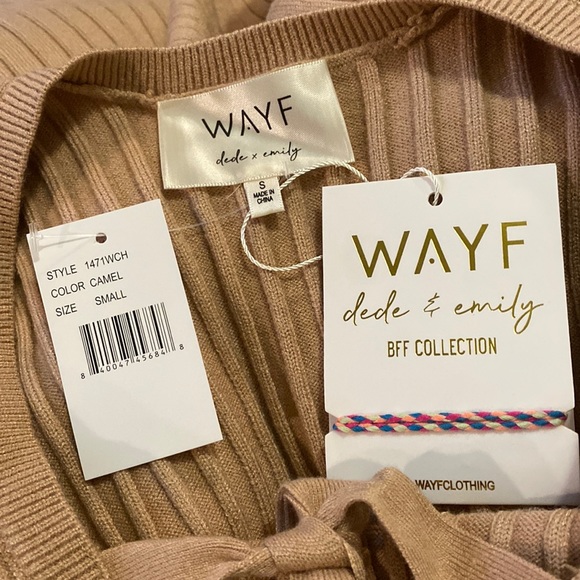 WAYF
dede x emily
S
MADE IN
CHINA
STYLE 1471WCH
COLOR CAMEL
SIZE SMALL
8 40047 45684 8
WAYF
dede & emily
BFF COLLECTION
WAYFCLOTHING